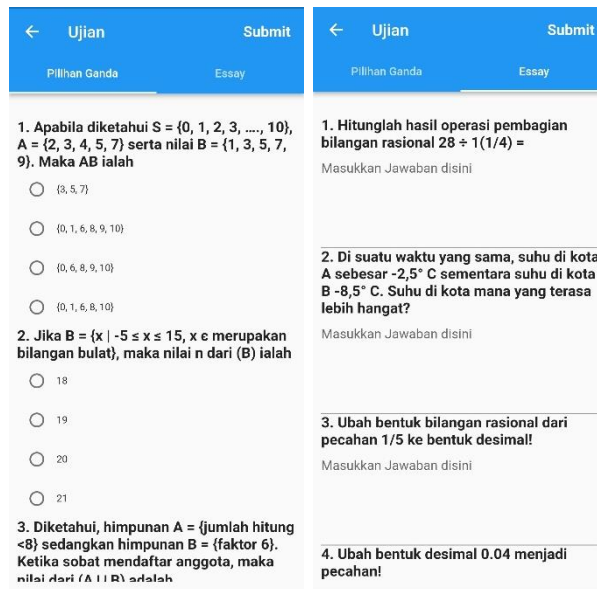 Ujian Submit
Pilihan Ganda Essay
1. Apabila diketahui S = {0, 1, 2, 3, ...., 10},
A = {2, 3, 4, 5, 7} serta nilai B = {1, 3, 5, 7,
9}. Maka AB ialah
{3, 5, 7}
{0, 1, 6, 8, 9, 10}
{0, 6, 8, 9, 10}
{0, 1, 6, 8, 10}
2. Jika B = {x | -5 ≤ x ≤ 15, x ϵ merupakan
bilangan bulat}, maka nilai n dari (B) ialah
18
19
20
21
3. Diketahui, himpunan A = {jumlah hitung
<8} sedangkan himpunan B = {faktor 6}.
Ketika sobat mendaftar anggota, maka
nilai dari (A U B) adalah
Ujian Submit
Pilihan Ganda Essay
1. Hitunglah hasil operasi pembagian
bilangan rasional 28 ÷ 1(1/4) =
Masukkan Jawaban disini
2. Di suatu waktu yang sama, suhu di kota
A sebesar -2,5° C sementara suhu di kota
B -8,5° C. Suhu di kota mana yang terasa
lebih hangat?
Masukkan Jawaban disini
3. Ubah bentuk bilangan rasional dari
pecahan 1/5 ke bentuk desimal!
Masukkan Jawaban disini
4. Ubah bentuk desimal 0.04 menjadi
pecahan!